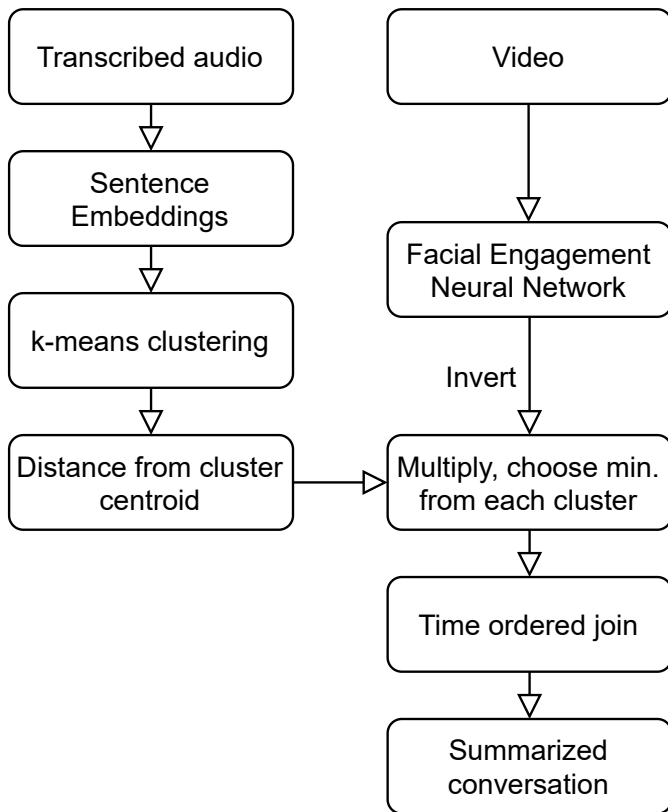 Transcribed audio
Video
Sentence
Embeddings
Facial Engagement
Neural Network
k-means clustering
Invert
Distance from cluster
centroid
Multiply, choose min.
from each cluster
Time ordered join
Summarized
conversation